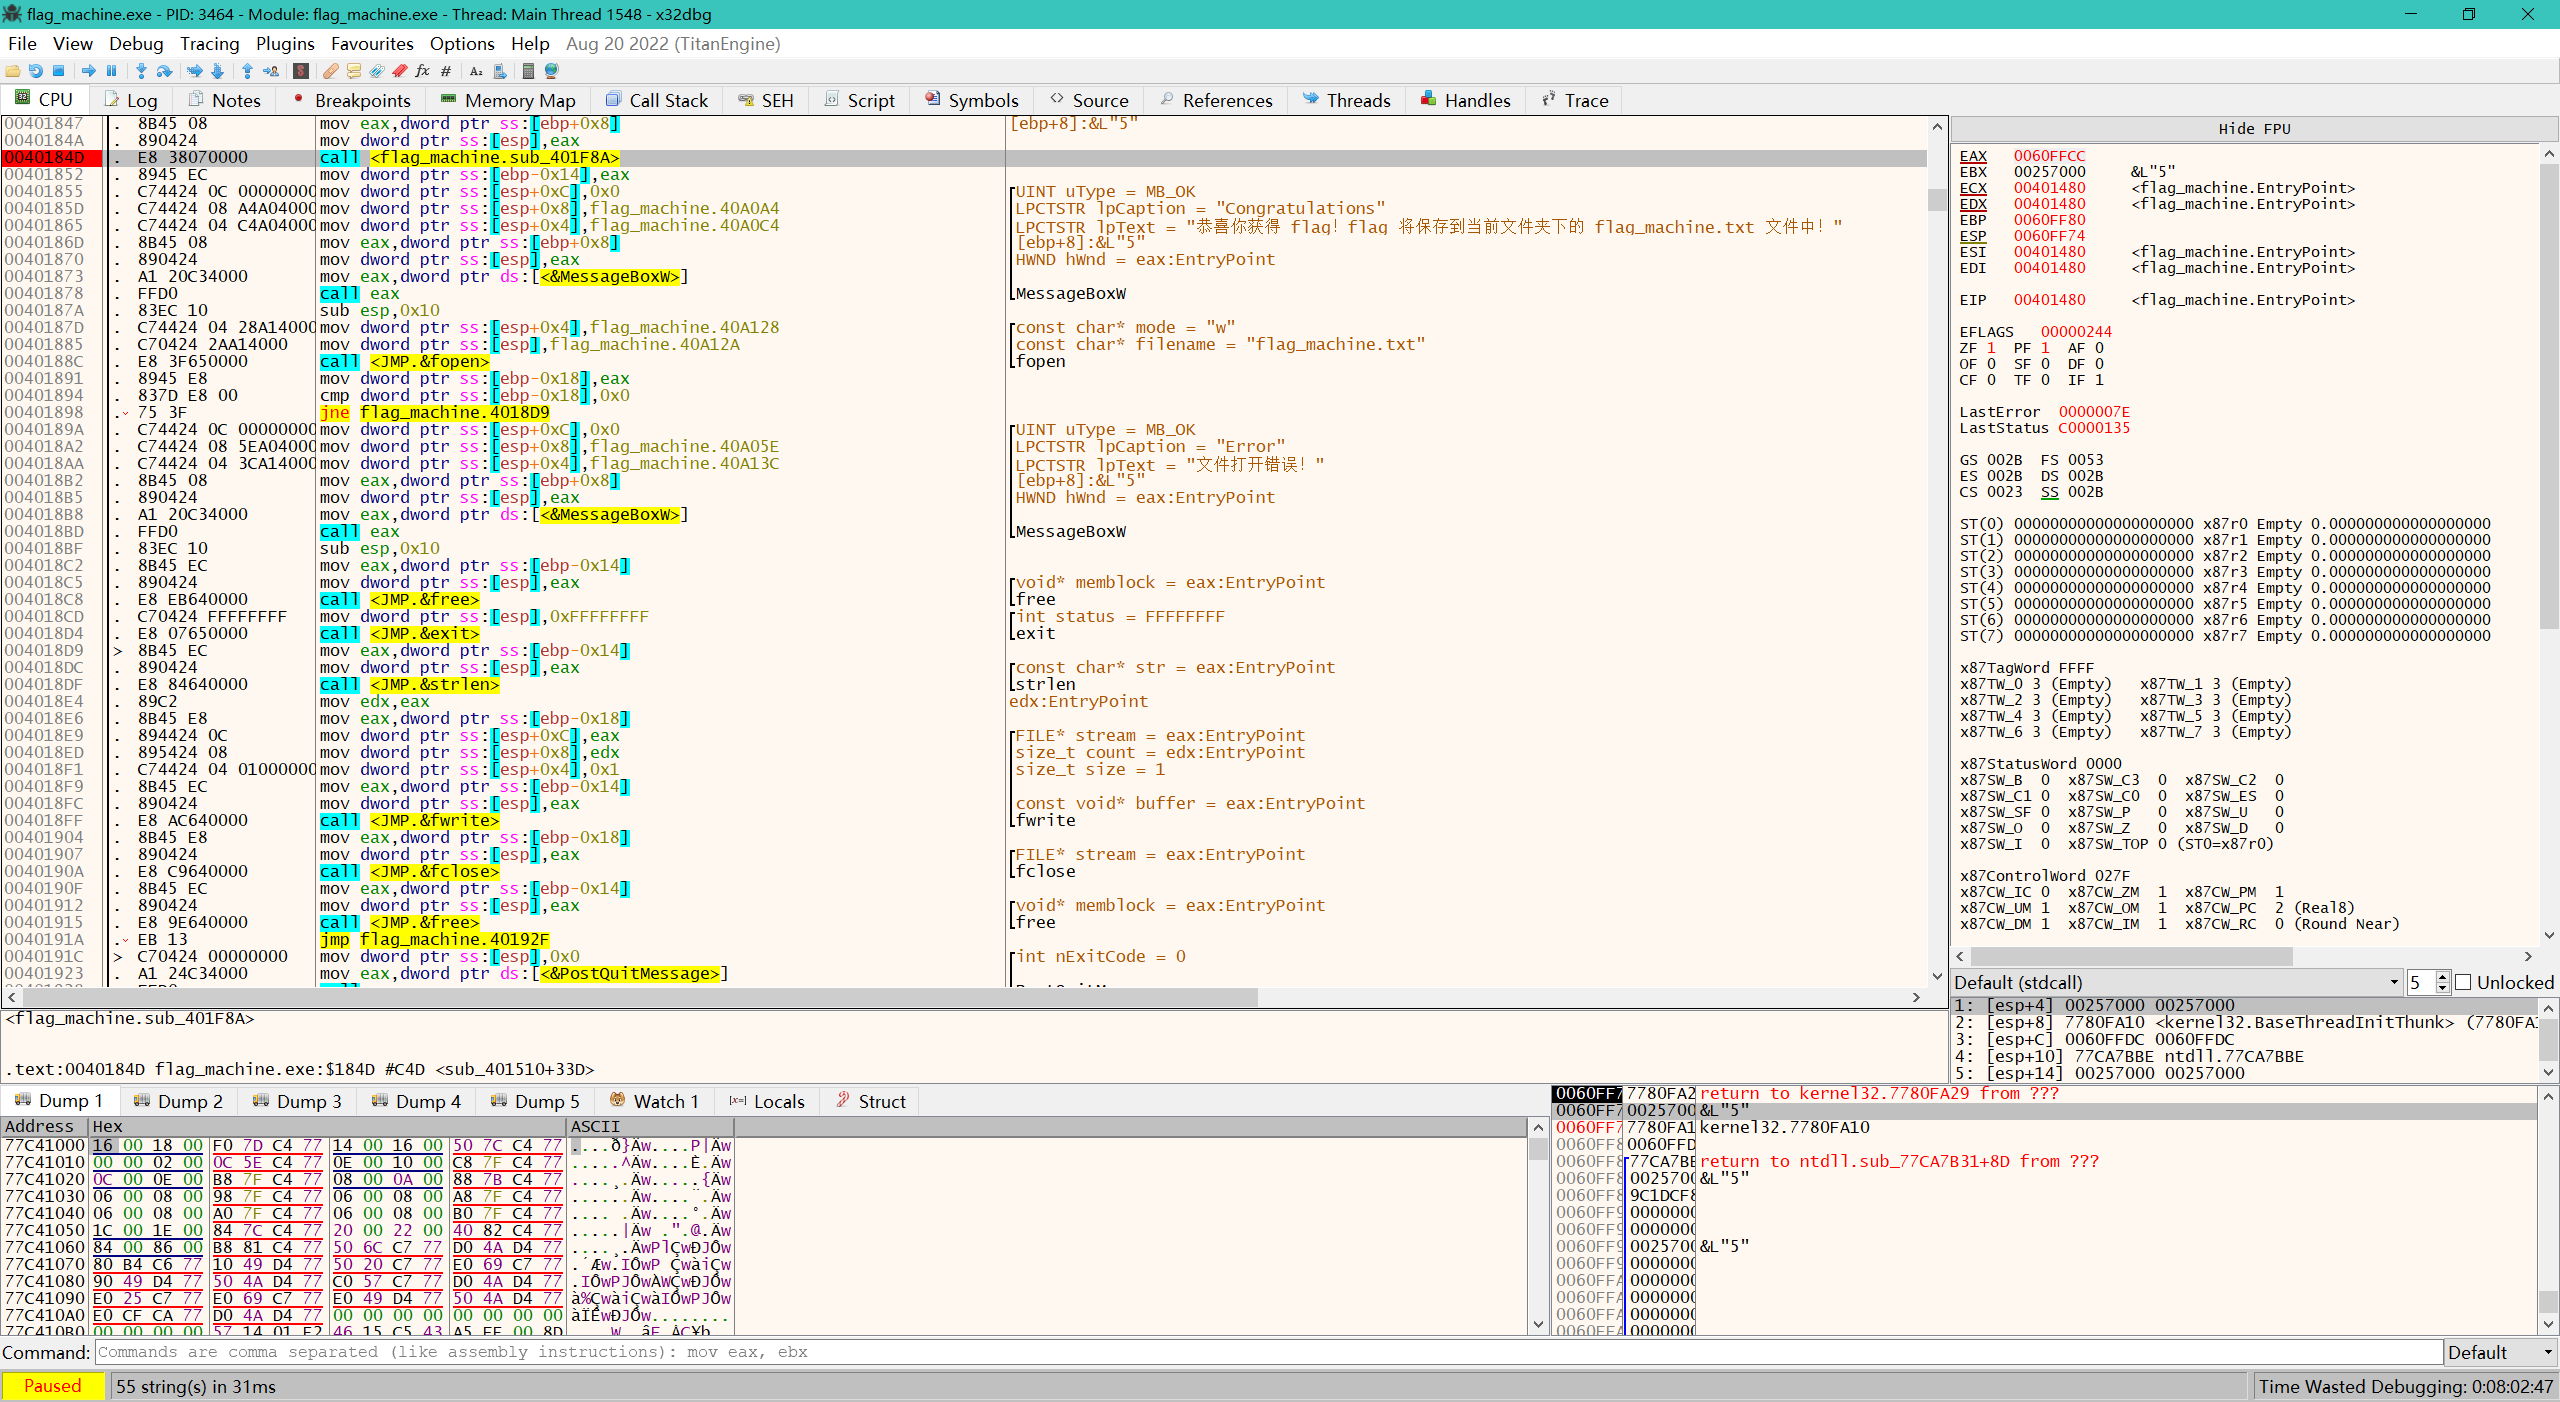 flag_machine.exe - PID: 3464 - Module: flag_machine.exe - Thread: Main Thread 1548 - x32dbg
File View Debug Tracing Plugins Favourites Options Help Aug 20 2022 (TitanEngine)
CPU Log Notes Breakpoints Memory Map Call Stack SEH Script Symbols Source References Threads Handles Trace
00401847 . 8B45 08 mov eax,dword ptr ss:[ebp+0x8] [ebp+8]:&L"5"
0040184A . 890424 mov dword ptr ss:[esp],eax
0040184D . E8 38070000 call <flag_machine.sub_401F8A>
00401852 . 8945 EC mov dword ptr ss:[ebp-0x14],eax
00401855 . C74424 0C 00000000 mov dword ptr ss:[esp+0xC],0x0 UINT uType = MB_OK
0040185D . C74424 08 A4A04000 mov dword ptr ss:[esp+0x8],flag_machine.40A0A4 LPCTSTR lpCaption = "Congratulations"
00401865 . C74424 04 C4A04000 mov dword ptr ss:[esp+0x4],flag_machine.40A0C4 LPCTSTR lpText = "恭喜你获得 flag! flag 将保存到当前文件夹下的 flag_machine.txt 文件中!"
0040186D . 8B45 08 mov eax,dword ptr ss:[ebp+0x8] [ebp+8]:&L"5"
00401870 . 890424 mov dword ptr ss:[esp],eax HWND hWnd = eax:EntryPoint
00401873 . A1 20C34000 mov eax,dword ptr ds:[<&MessageBoxW>]
00401878 . FFD0 call eax MessageBoxW
0040187A . 83EC 10 sub esp,0x10
0040187D . C74424 04 28A14000 mov dword ptr ss:[esp+0x4],flag_machine.40A128 const char* mode = "w"
00401885 . C70424 2AA14000 mov dword ptr ss:[esp],flag_machine.40A12A const char* filename = "flag_machine.txt"
0040188C . E8 3F650000 call <JMP.&fopen> fopen
00401891 . 8945 E8 mov dword ptr ss:[ebp-0x18],eax
00401894 . 837D E8 00 cmp dword ptr ss:[ebp-0x18],0x0
00401898 . 75 3F jne flag_machine.4018D9
0040189A . C74424 0C 00000000 mov dword ptr ss:[esp+0xC],0x0 UINT uType = MB_OK
004018A2 . C74424 08 5EA04000 mov dword ptr ss:[esp+0x8],flag_machine.40A05E LPCTSTR lpCaption = "Error"
004018AA . C74424 04 3CA14000 mov dword ptr ss:[esp+0x4],flag_machine.40A13C LPCTSTR lpText = "文件打开错误!"
004018B2 . 8B45 08 mov eax,dword ptr ss:[ebp+0x8] [ebp+8]:&L"5"
004018B5 . 890424 mov dword ptr ss:[esp],eax HWND hWnd = eax:EntryPoint
004018B8 . A1 20C34000 mov eax,dword ptr ds:[<&MessageBoxW>]
004018BD . FFD0 call eax MessageBoxW
004018BF . 83EC 10 sub esp,0x10
004018C2 . 8B45 EC mov eax,dword ptr ss:[ebp-0x14]
004018C5 . 890424 mov dword ptr ss:[esp],eax void* memblock = eax:EntryPoint
004018C8 . E8 EB640000 call <JMP.&free> free
004018CD . C70424 FFFFFFFF mov dword ptr ss:[esp],0xFFFFFFFF int status = FFFFFFFF
004018D4 . E8 07650000 call <JMP.&exit> exit
004018D9 > 8B45 EC mov eax,dword ptr ss:[ebp-0x14]
004018DC . 890424 mov dword ptr ss:[esp],eax const char* str = eax:EntryPoint
004018DF . E8 84640000 call <JMP.&strlen> strlen
004018E4 . 89C2 mov edx,eax edx:EntryPoint
004018E6 . 8B45 E8 mov eax,dword ptr ss:[ebp-0x18]
004018E9 . 894424 0C mov dword ptr ss:[esp+0xC],eax FILE* stream = eax:EntryPoint
004018ED . 895424 08 mov dword ptr ss:[esp+0x8],edx size_t count = edx:EntryPoint
004018F1 . C74424 04 01000000 mov dword ptr ss:[esp+0x4],0x1 size_t size = 1
004018F9 . 8B45 EC mov eax,dword ptr ss:[ebp-0x14]
004018FC . 890424 mov dword ptr ss:[esp],eax const void* buffer = eax:EntryPoint
004018FF . E8 AC640000 call <JMP.&fwrite> fwrite
00401904 . 8B45 E8 mov eax,dword ptr ss:[ebp-0x18]
00401907 . 890424 mov dword ptr ss:[esp],eax FILE* stream = eax:EntryPoint
0040190A . E8 C9640000 call <JMP.&fclose> fclose
0040190F . 8B45 EC mov eax,dword ptr ss:[ebp-0x14]
00401912 . 890424 mov dword ptr ss:[esp],eax void* memblock = eax:EntryPoint
00401915 . E8 9E640000 call <JMP.&free> free
0040191A . EB 13 jmp flag_machine.40192F
0040191C > C70424 00000000 mov dword ptr ss:[esp],0x0 int nExitCode = 0
00401923 . A1 24C34000 mov eax,dword ptr ds:[<&PostQuitMessage>]
Hide FPU
EAX 0060FFCC
EBX 00257000 &L"5"
ECX 00401480 <flag_machine.EntryPoint>
EDX 00401480 <flag_machine.EntryPoint>
EBP 0060FF80
ESP 0060FF74
ESI 00401480 <flag_machine.EntryPoint>
EDI 00401480 <flag_machine.EntryPoint>
EIP 00401480 <flag_machine.EntryPoint>
EFLAGS 00000244
ZF 1 PF 1 AF 0
OF 0 SF 0 DF 0
CF 0 TF 0 IF 1
LastError 0000007E
LastStatus C0000135
GS 002B FS 0053
ES 002B DS 002B
CS 0023 SS 002B
ST(0) 00000000000000000000 x87r0 Empty 0.000000000000000000
ST(1) 00000000000000000000 x87r1 Empty 0.000000000000000000
ST(2) 00000000000000000000 x87r2 Empty 0.000000000000000000
ST(3) 00000000000000000000 x87r3 Empty 0.000000000000000000
ST(4) 00000000000000000000 x87r4 Empty 0.000000000000000000
ST(5) 00000000000000000000 x87r5 Empty 0.000000000000000000
ST(6) 00000000000000000000 x87r6 Empty 0.000000000000000000
ST(7) 00000000000000000000 x87r7 Empty 0.000000000000000000
x87TagWord FFFF
x87TW_0 3 (Empty) x87TW_1 3 (Empty)
x87TW_2 3 (Empty) x87TW_3 3 (Empty)
x87TW_4 3 (Empty) x87TW_5 3 (Empty)
x87TW_6 3 (Empty) x87TW_7 3 (Empty)
x87StatusWord 0000
x87SW_B 0 x87SW_C3 0 x87SW_C2 0
x87SW_C1 0 x87SW_C0 0 x87SW_ES 0
x87SW_SF 0 x87SW_P 0 x87SW_U 0
x87SW_O 0 x87SW_Z 0 x87SW_D 0
x87SW_I 0 x87SW_TOP 0 (ST0=x87r0)
x87ControlWord 027F
x87CW_IC 0 x87CW_ZM 1 x87CW_PM 1
x87CW_UM 1 x87CW_OM 1 x87CW_PC 2 (Real8)
x87CW_DM 1 x87CW_IM 1 x87CW_RC 0 (Round Near)
Default (stdcall) 5 Unlocked
1: [esp+4] 00257000 00257000
2: [esp+8] 7780FA10 <kernel32.BaseThreadInitThunk> (7780FA1
3: [esp+C] 0060FFDC 0060FFDC
4: [esp+10] 77CA7BBE ntdll.77CA7BBE
5: [esp+14] 00257000 00257000
<flag_machine.sub_401F8A>
.text:0040184D flag_machine.exe:$184D #C4D <sub_401510+33D>
Dump 1 Dump 2 Dump 3 Dump 4 Dump 5 Watch 1 Locals Struct
Address Hex ASCII
77C41000 16 00 18 00 F0 7D C4 77 14 00 16 00 50 7C C4 77 ....ð}Äw....P|Äw
77C41010 00 00 02 00 0C 5E C4 77 0E 00 10 00 C8 7F C4 77 .....^Äw....È.Äw
77C41020 0C 00 0E 00 B8 7F C4 77 08 00 0A 00 88 7B C4 77 ....¸.Äw.....{Äw
77C41030 06 00 08 00 98 7F C4 77 06 00 08 00 A8 7F C4 77 ......Äw....¨.Äw
77C41040 06 00 08 00 A0 7F C4 77 06 00 08 00 B0 7F C4 77 .... .Äw....°.Äw
77C41050 1C 00 1E 00 84 7C C4 77 20 00 22 00 40 82 C4 77 .....|Äw .".@.Äw
77C41060 84 00 86 00 B8 81 C4 77 50 6C C7 77 D0 4A D4 77 ....¸.ÄwPlÇwÐJÔw
77C41070 80 B4 C6 77 10 49 D4 77 50 20 C7 77 E0 69 C7 77 .´Æw.IÔwP ÇwàiÇw
77C41080 90 49 D4 77 50 4A D4 77 C0 57 C7 77 D0 4A D4 77 .IÔwPJÔwÀWÇwÐJÔw
77C41090 E0 25 C7 77 E0 69 C7 77 E0 49 D4 77 50 4A D4 77 à%ÇwàiÇwàIÔwPJÔw
77C410A0 E0 CF CA 77 D0 4A D4 77 00 00 00 00 00 00 00 00 àÏÊwÐJÔw........
77C410B0 00 00 00 00 57 14 01 E2 46 15 C5 43 A5 FE 00 8D
0060FF7 7780FA2 return to kernel32.7780FA29 from ???
0060FF7 0025700 &L"5"
0060FF7 7780FA1 kernel32.7780FA10
0060FF8 0060FFD
0060FF8 77CA7BB return to ntdll.sub_77CA7B31+8D from ???
0060FF8 0025700 &L"5"
0060FF8 9C1DCF8
0060FF9 0000000
0060FF9 0000000
0060FF9 0025700 &L"5"
0060FF9 0000000
0060FFA 0000000
0060FFA 0000000
0060FFA 0000000
0060FFA 0000000
Command: Commands are comma separated (like assembly instructions): mov eax, ebx Default
Paused 55 string(s) in 31ms Time Wasted Debugging: 0:08:02:47